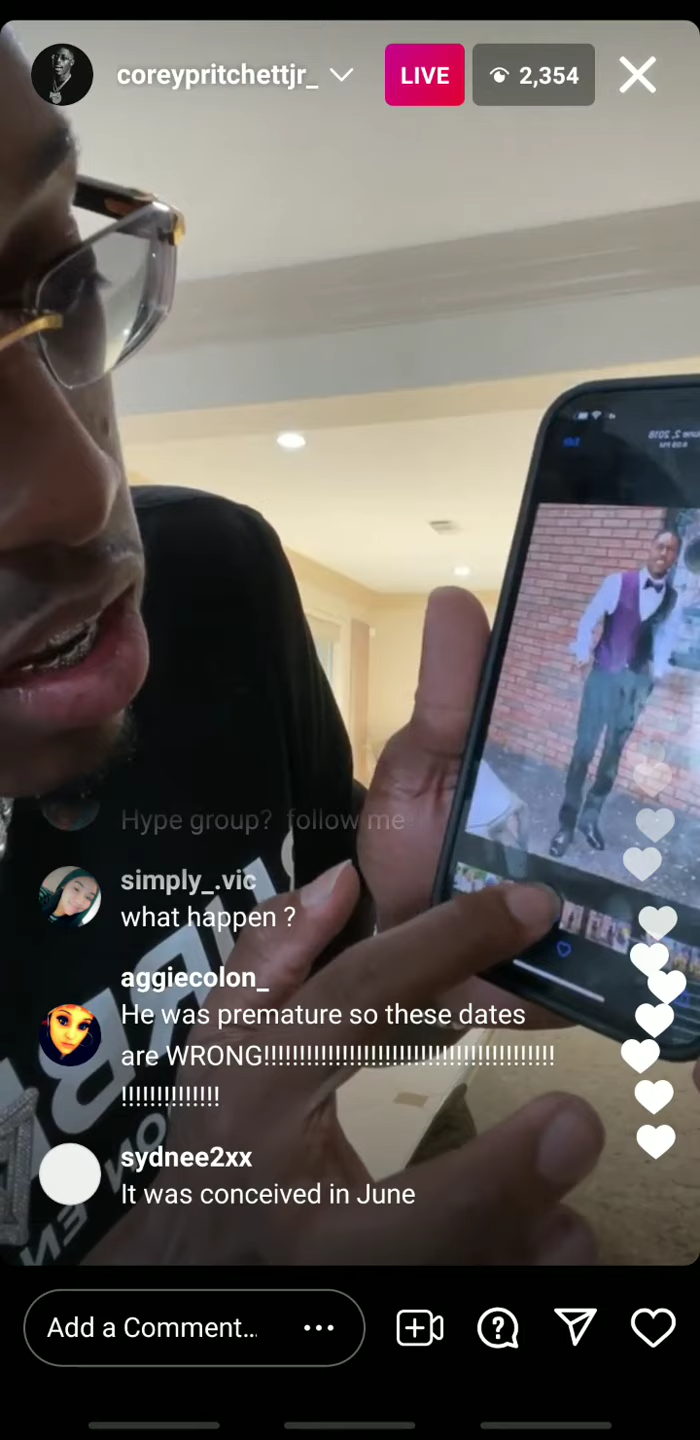 coreypritchettjr_
LIVE
2,354
Hype group? follow me
simply_.vic
what happen ?
aggiecolon_
He was premature so these dates
are WRONG!!!!!!!!!!!!!!!!!!!!!!!!!!!!!!!!!!!!!!!!!
!!!!!!!!!!!!!!
sydnee2xx
It was conceived in June
Add a Comment...